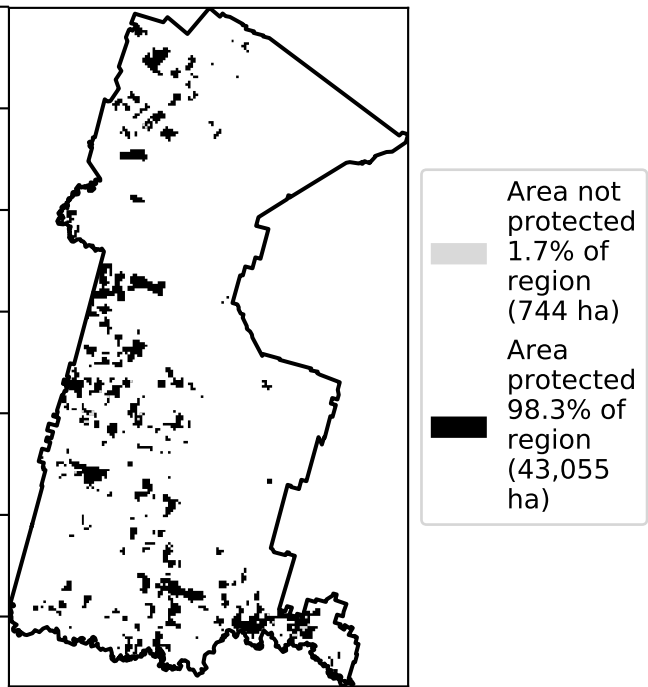 Area not
protected
1.7% of
region
(744 ha)
Area
protected
98.3% of
region
(43,055
ha)